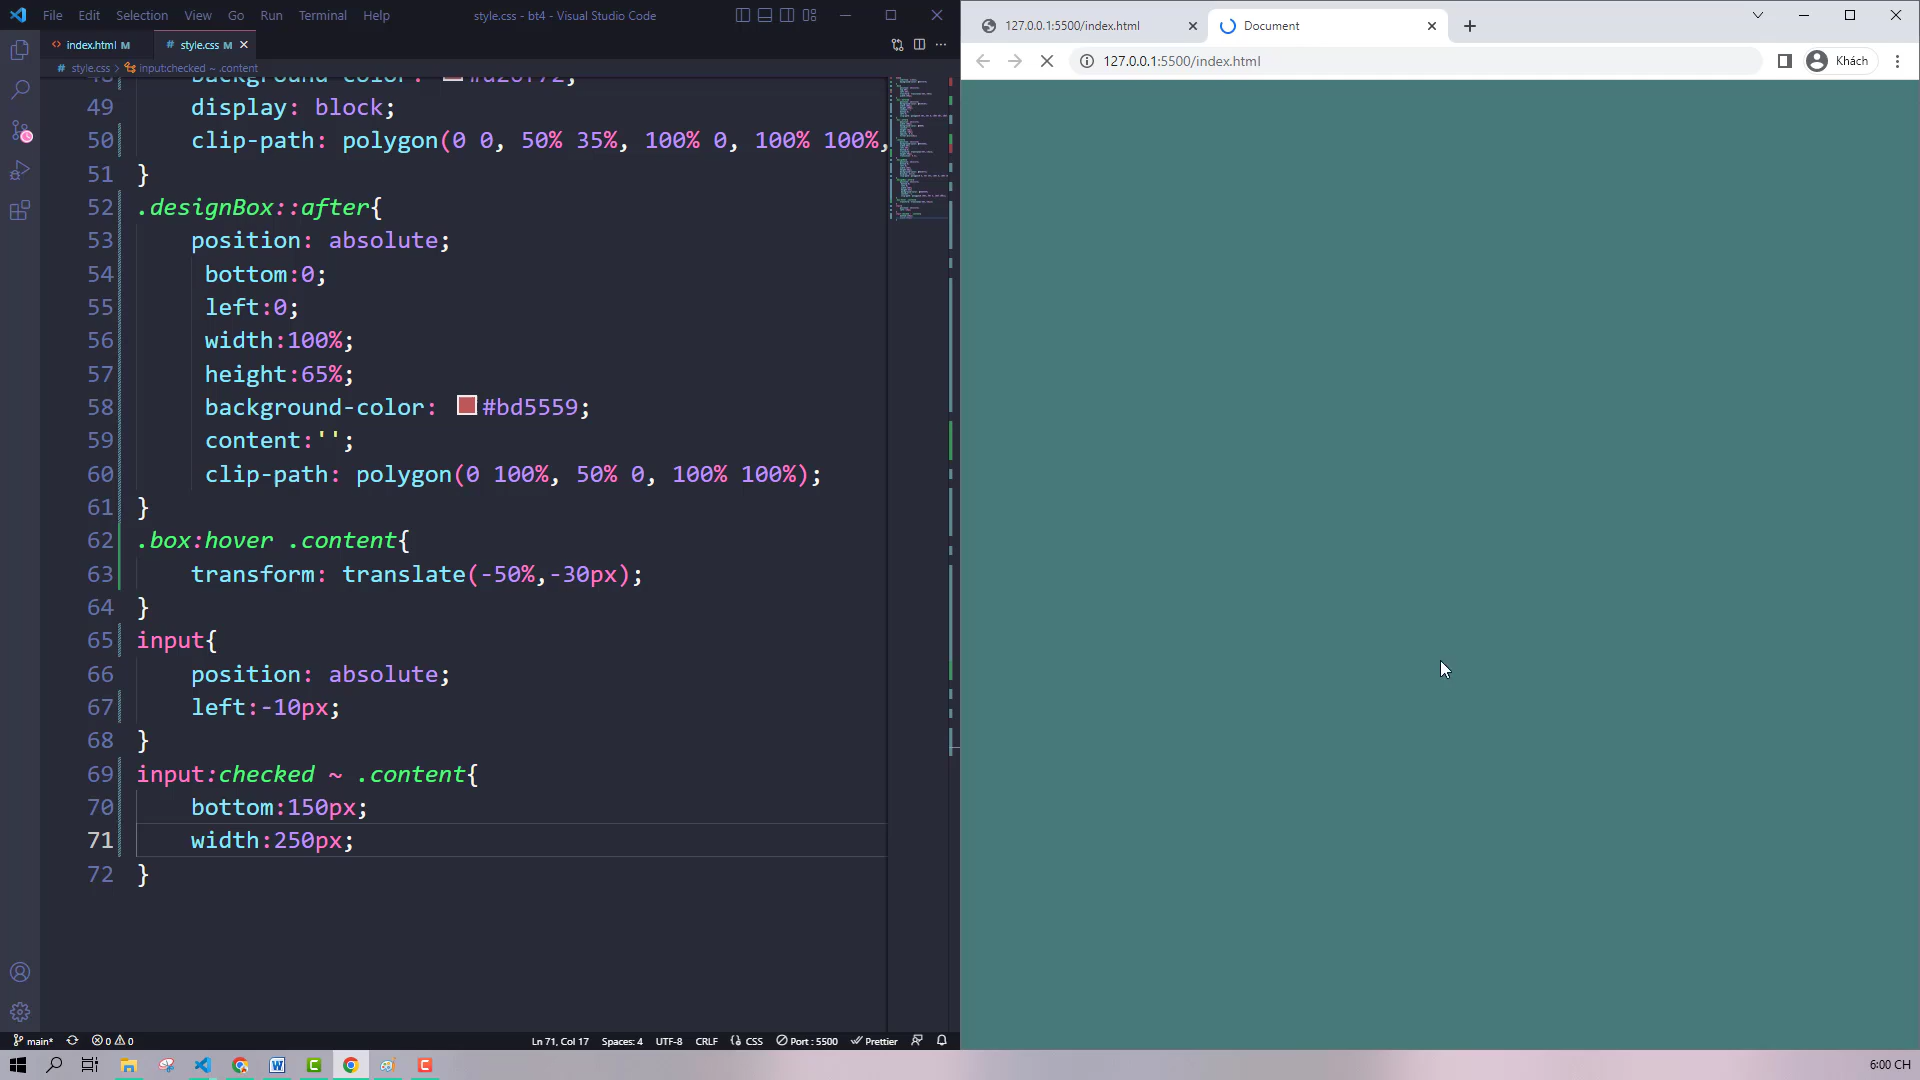 File Edit Selection View Go Run Terminal Help
style.css - bt4 - Visual Studio Code
index.html M
# style.css M
style.css > input:checked ~ .content
49 display: block;
50 clip-path: polygon(0 0, 50% 35%, 100% 0, 100% 100%,
51 }
52 .designBox::after{
53 position: absolute;
54 bottom:0;
55 left:0;
56 width:100%;
57 height:65%;
58 background-color: #bd5559;
59 content:'';
60 clip-path: polygon(0 100%, 50% 0, 100% 100%);
61 }
62 .box:hover .content{
63 transform: translate(-50%,-30px);
64 }
65 input{
66 position: absolute;
67 left:-10px;
68 }
69 input:checked ~ .content{
70 bottom:150px;
71 width:250px;
72 }
main* 0 0 Ln 71, Col 17 Spaces: 4 UTF-8 CRLF CSS Port : 5500 Prettier
127.0.0.1:5500/index.html
Document
127.0.0.1:5500/index.html
Khách
6:00 CH